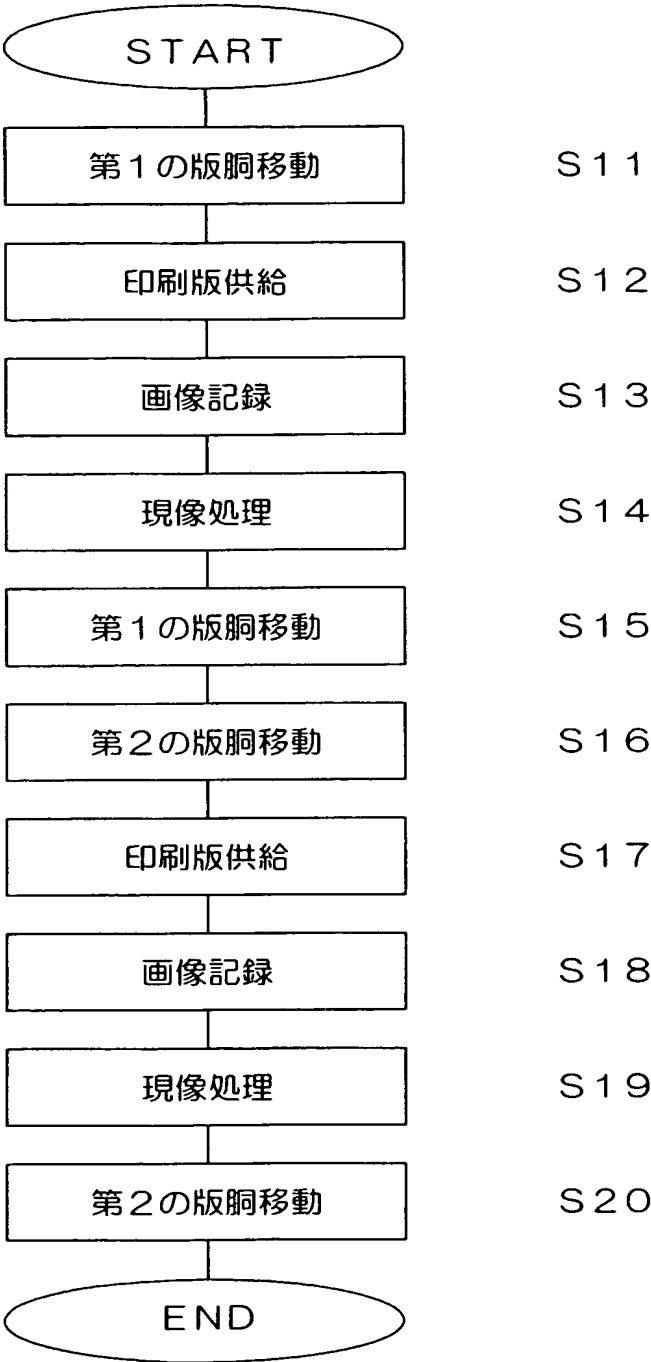 START
第１の版胴移動 Ｓ１１
印刷版供給 Ｓ１２
画像記録 Ｓ１３
現像処理 Ｓ１４
第１の版胴移動 Ｓ１５
第２の版胴移動 Ｓ１６
印刷版供給 Ｓ１７
画像記録 Ｓ１８
現像処理 Ｓ１９
第２の版胴移動 Ｓ２０
END